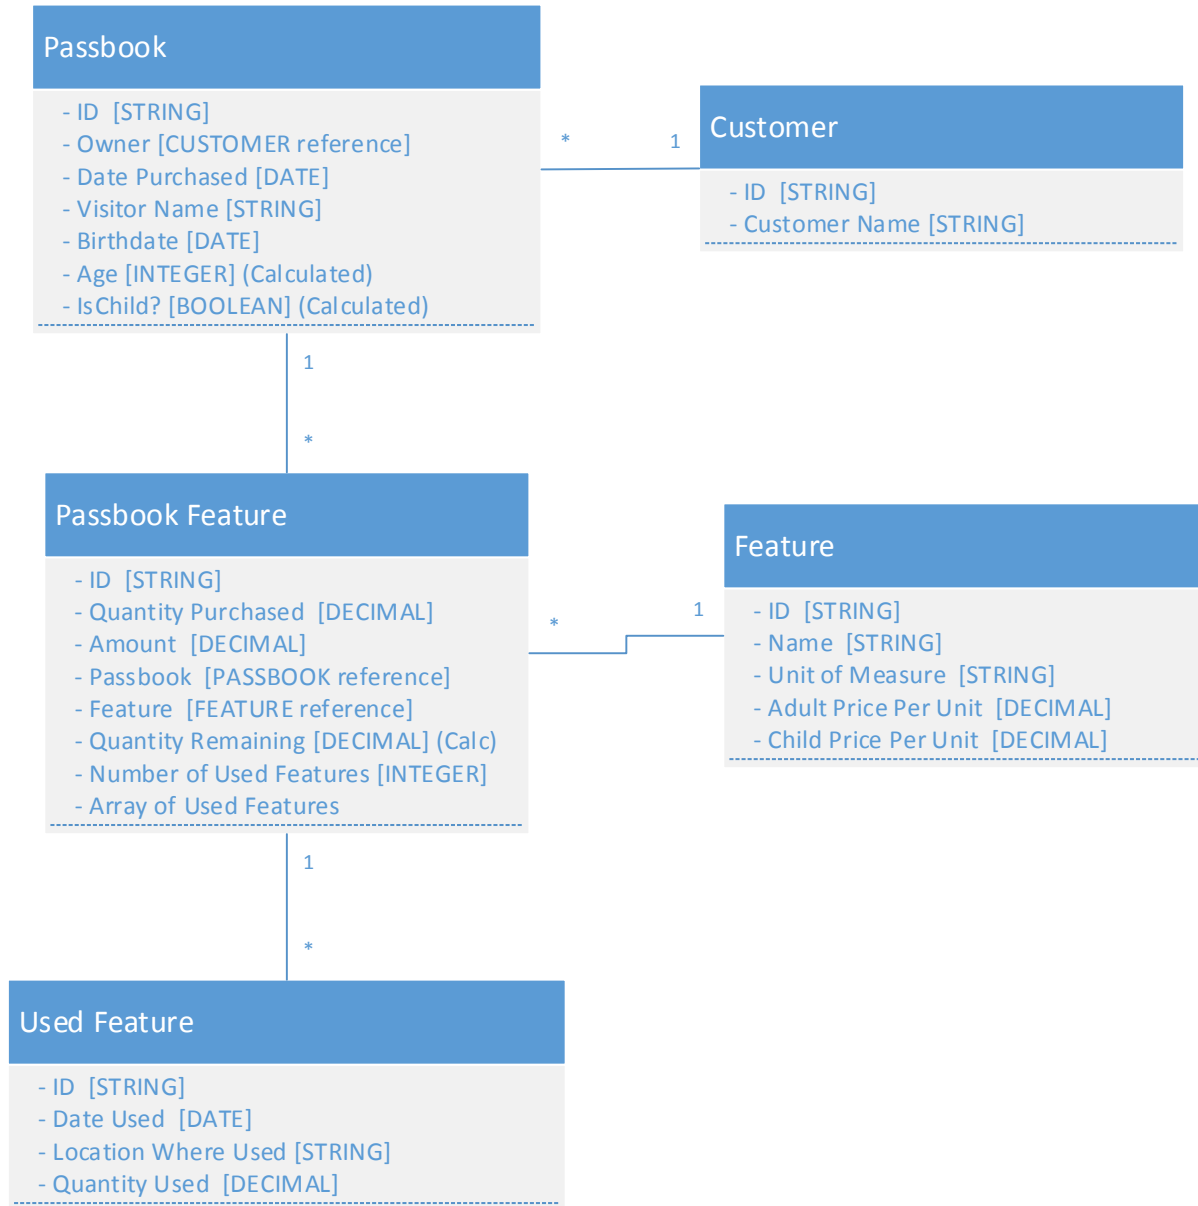 Passbook
- ID [STRING]
- Owner [CUSTOMER reference]
- Date Purchased [DATE]
- Visitor Name [STRING]
- Birthdate [DATE]
- Age [INTEGER] (Calculated)
- IsChild? [BOOLEAN] (Calculated)
* 1
Customer
- ID [STRING]
- Customer Name [STRING]
1
*
Passbook Feature
- ID [STRING]
- Quantity Purchased [DECIMAL]
- Amount [DECIMAL]
- Passbook [PASSBOOK reference]
- Feature [FEATURE reference]
- Quantity Remaining [DECIMAL] (Calc)
- Number of Used Features [INTEGER]
- Array of Used Features
* 1
Feature
- ID [STRING]
- Name [STRING]
- Unit of Measure [STRING]
- Adult Price Per Unit [DECIMAL]
- Child Price Per Unit [DECIMAL]
1
*
Used Feature
- ID [STRING]
- Date Used [DATE]
- Location Where Used [STRING]
- Quantity Used [DECIMAL]